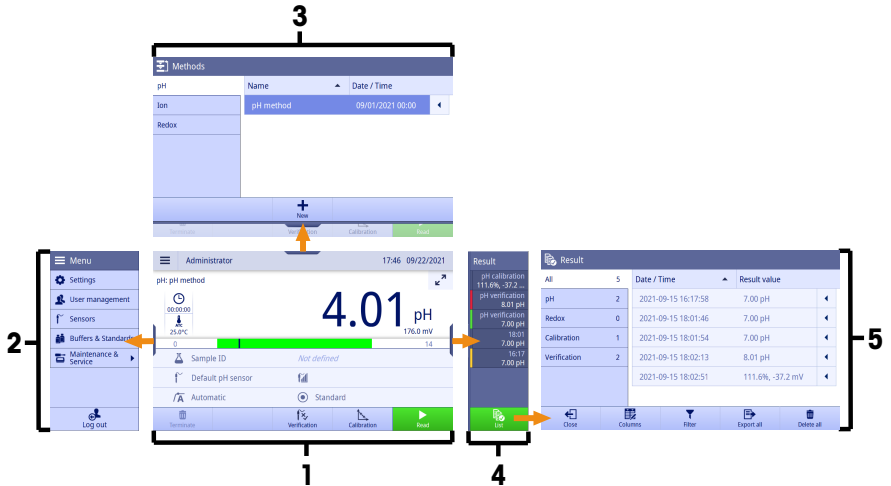 3
Methods
pH
Name
Date / Time
Ion
pH method
09/01/2021 00:00
Redox
New
Terminate
Verification
Calibration
Read
2
Menu
Settings
User management
Sensors
Buffers & Standards
Maintenance &
Service
Log out
Administrator
17:46 09/22/2021
pH: pH method
00:00:00
ATC
25.0°C
4.01 pH
176.0 mV
0
14
Sample ID
Not defined
Default pH sensor
Automatic
Standard
Terminate
Verification
Calibration
Read
1
Result
pH calibration
111.6%, -37.2 ...
pH verification
8.01 pH
pH verification
7.00 pH
18:01
7.00 pH
16:17
7.00 pH
List
4
Result
All 5
Date / Time
Result value
pH 2
2021-09-15 16:17:58 7.00 pH
Redox 0
2021-09-15 18:01:46 7.00 pH
Calibration 1
2021-09-15 18:01:54 7.00 pH
Verification 2
2021-09-15 18:02:13 8.01 pH
2021-09-15 18:02:51 111.6%, -37.2 mV
Close
Columns
Filter
Export all
Delete all
5